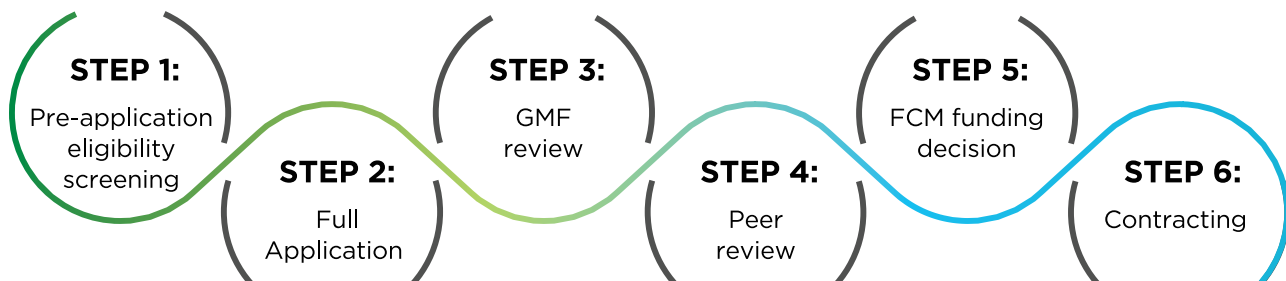 STEP 1:
Pre-application
eligibility
screening
STEP 2:
Full
Application
STEP 3:
GMF
review
STEP 4:
Peer
review
STEP 5:
FCM funding
decision
STEP 6:
Contracting